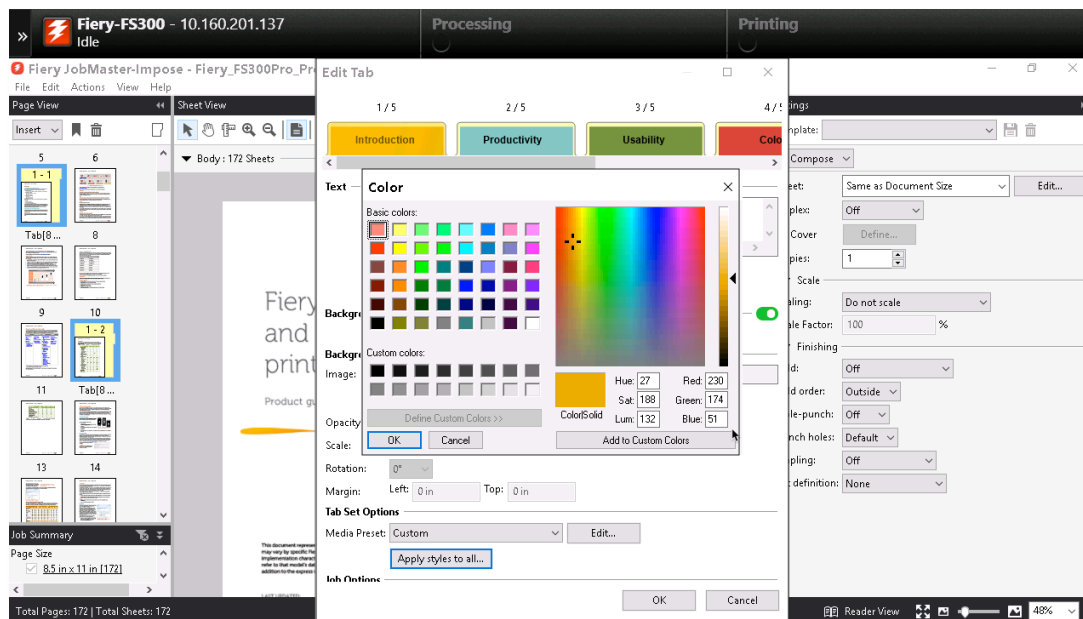 »
Fiery-FS300 - 10.160.201.137
Idle
Processing
Printing
Fiery JobMaster-Impose - Fiery_FS300Pro_Pr
File Edit Actions View Help
Page View
Sheet View
Insert
Body : 172 Sheets
5 6
1 - 1
Tab[8... 8
9 10
1 - 2
11 Tab[8...
13 14
Job Summary
Page Size
8.5 in x 11 in [172]
Total Pages: 172 | Total Sheets: 172
Fiery
and
print
Product gu
LAST UPDATED
Edit Tab
1 / 5 2 / 5 3 / 5 4 / 5
Introduction Productivity Usability Colo
Text
Backgr
Backgr
Image:
Opacity
Scale:
Rotation: 0°
Margin: Left: 0 in Top: 0 in
Tab Set Options
Media Preset: Custom Edit...
Apply styles to all...
Job Options
OK Cancel
Color
Basic colors:
Custom colors:
Define Custom Colors >>
OK Cancel
Color|Solid
Hue: 27 Red: 230
Sat: 188 Green: 174
Lum: 132 Blue: 51
Add to Custom Colors
tings
mplate:
Compose
eet: Same as Document Size Edit...
plex: Off
Cover Define...
pies: 1
Scale
aling: Do not scale
ale Factor: 100 %
Finishing
d: Off
d order: Outside
le-punch: Off
nch holes: Default
pling: Off
t definition: None
Reader View 48%